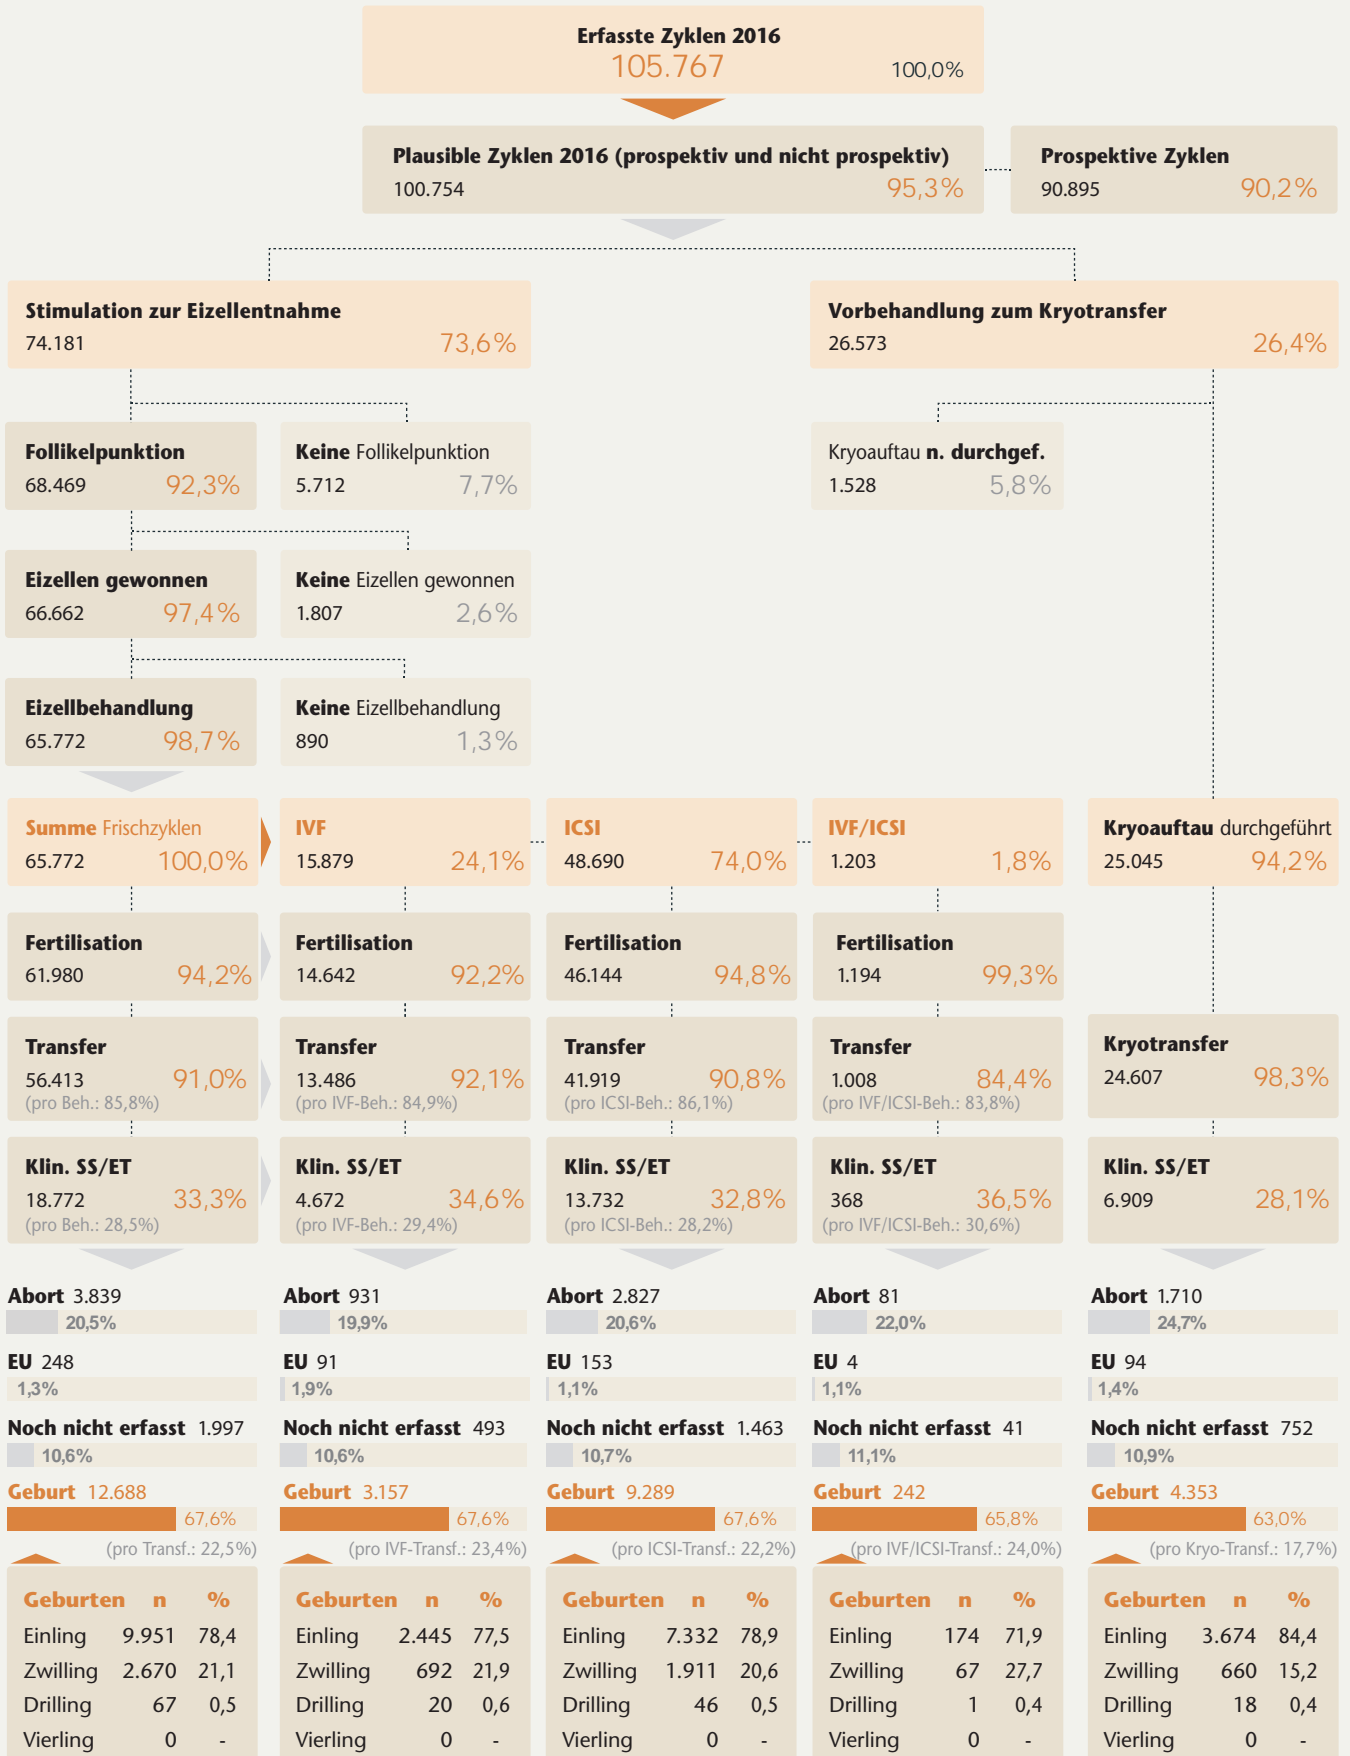 Erfasste Zyklen 2016
105.767 100,0%
Plausible Zyklen 2016 (prospektiv und nicht prospektiv)
100.754 95,3%
Prospektive Zyklen
90.895 90,2%
Stimulation zur Eizellentnahme
74.181 73,6%
Vorbehandlung zum Kryotransfer
26.573 26,4%
Follikelpunktion
68.469 92,3%
Keine Follikelpunktion
5.712 7,7%
Kryoauftau n. durchgef.
1.528 5,8%
Eizellen gewonnen
66.662 97,4%
Keine Eizellen gewonnen
1.807 2,6%
Eizellbehandlung
65.772 98,7%
Keine Eizellbehandlung
890 1,3%
Summe Frischzyklen
65.772 100,0%
IVF
15.879 24,1%
ICSI
48.690 74,0%
IVF/ICSI
1.203 1,8%
Kryoauftau durchgeführt
25.045 94,2%
Fertilisation
61.980 94,2%
Fertilisation
14.642 92,2%
Fertilisation
46.144 94,8%
Fertilisation
1.194 99,3%
Transfer
56.413 91,0%
(pro Beh.: 85,8%)
Transfer
13.486 92,1%
(pro IVF-Beh.: 84,9%)
Transfer
41.919 90,8%
(pro ICSI-Beh.: 86,1%)
Transfer
1.008 84,4%
(pro IVF/ICSI-Beh.: 83,8%)
Kryotransfer
24.607 98,3%
Klin. SS/ET
18.772 33,3%
(pro Beh.: 28,5%)
Klin. SS/ET
4.672 34,6%
(pro IVF-Beh.: 29,4%)
Klin. SS/ET
13.732 32,8%
(pro ICSI-Beh.: 28,2%)
Klin. SS/ET
368 36,5%
(pro IVF/ICSI-Beh.: 30,6%)
Klin. SS/ET
6.909 28,1%
Abort 3.839
20,5%
EU 248
1,3%
Noch nicht erfasst 1.997
10,6%
Geburt 12.688
67,6%
(pro Transf.: 22,5%)
Abort 931
19,9%
EU 91
1,9%
Noch nicht erfasst 493
10,6%
Geburt 3.157
67,6%
(pro IVF-Transf.: 23,4%)
Abort 2.827
20,6%
EU 153
1,1%
Noch nicht erfasst 1.463
10,7%
Geburt 9.289
67,6%
(pro ICSI-Transf.: 22,2%)
Abort 81
22,0%
EU 4
1,1%
Noch nicht erfasst 41
11,1%
Geburt 242
65,8%
(pro IVF/ICSI-Transf.: 24,0%)
Abort 1.710
24,7%
EU 94
1,4%
Noch nicht erfasst 752
10,9%
Geburt 4.353
63,0%
(pro Kryo-Transf.: 17,7%)
Geburten n %
Einling 9.951 78,4
Zwilling 2.670 21,1
Drilling 67 0,5
Vierling 0 -
Geburten n %
Einling 2.445 77,5
Zwilling 692 21,9
Drilling 20 0,6
Vierling 0 -
Geburten n %
Einling 7.332 78,9
Zwilling 1.911 20,6
Drilling 46 0,5
Vierling 0 -
Geburten n %
Einling 174 71,9
Zwilling 67 27,7
Drilling 1 0,4
Vierling 0 -
Geburten n %
Einling 3.674 84,4
Zwilling 660 15,2
Drilling 18 0,4
Vierling 0 -